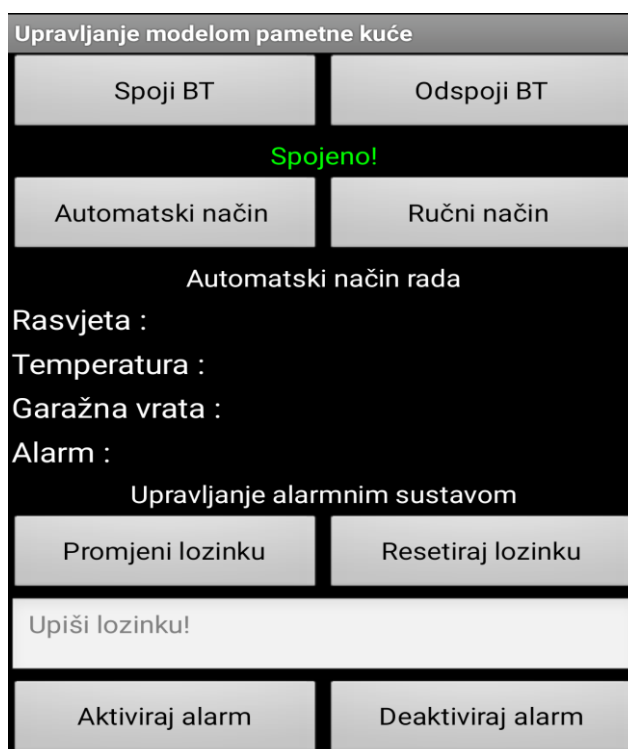 Upravljanje modelom pametne kuće
Spoji BT Odspoji BT
Spojeno!
Automatski način Ručni način
Automatski način rada
Rasvjeta :
Temperatura :
Garažna vrata :
Alarm :
Upravljanje alarmnim sustavom
Promjeni lozinku Resetiraj lozinku
Upiši lozinku!
Aktiviraj alarm Deaktiviraj alarm